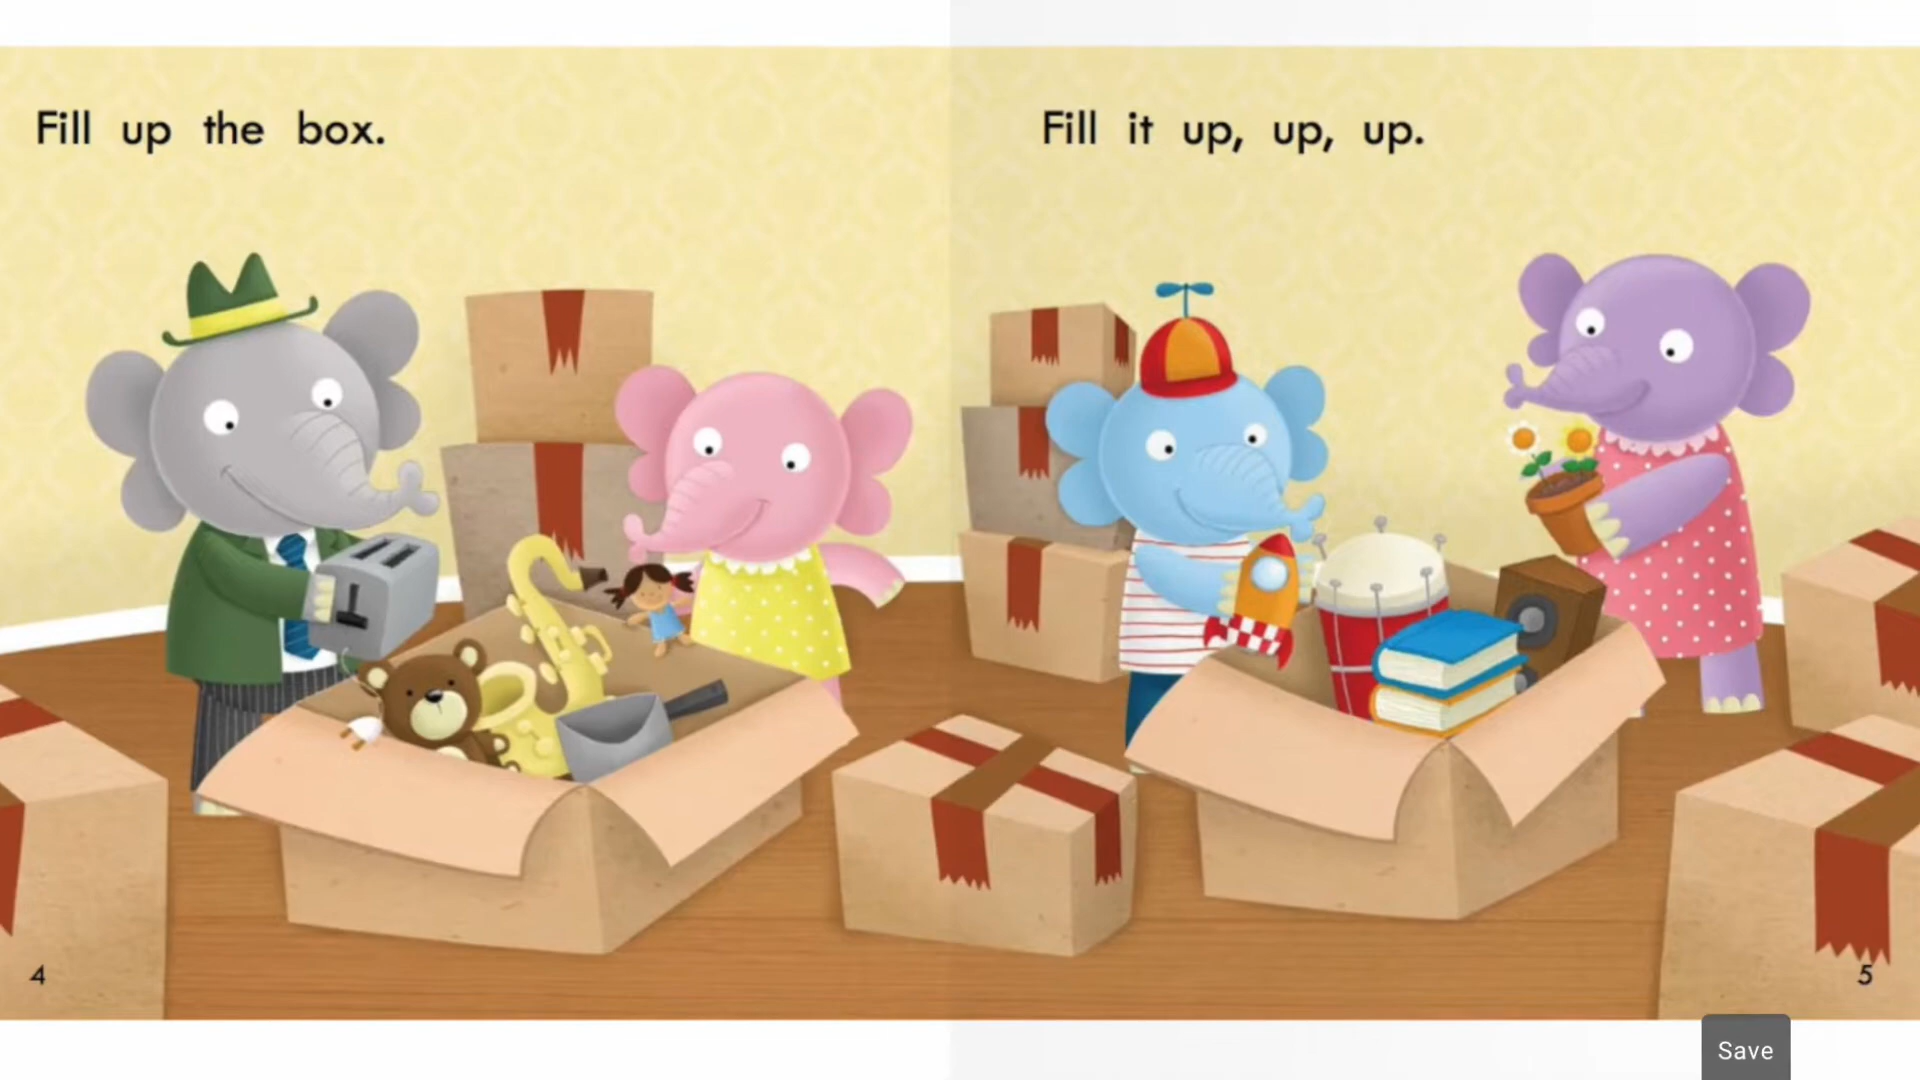 Fill up the box.
Fill it up, up, up.
4
5
Save